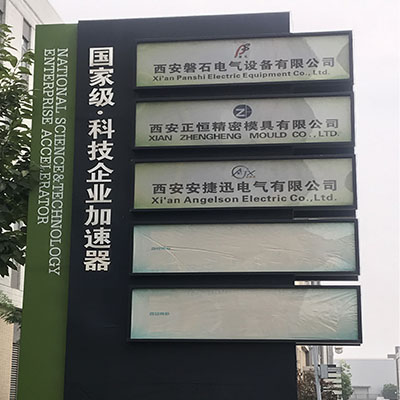 NATIONAL SCIENCE&TECHNOLOGY
ENTERPRISE ACCELERATOR
国家级·科技企业加速器
西安磐石电气设备有限公司
Xi'an Panshi Electric Equipment Co., Ltd.
西安正恒精密模具有限公司
XIAN ZHENGHENG MOULD CO.,LTD.
西安安捷迅电气有限公司
Xi'an Angelson Electric Co.,Ltd.